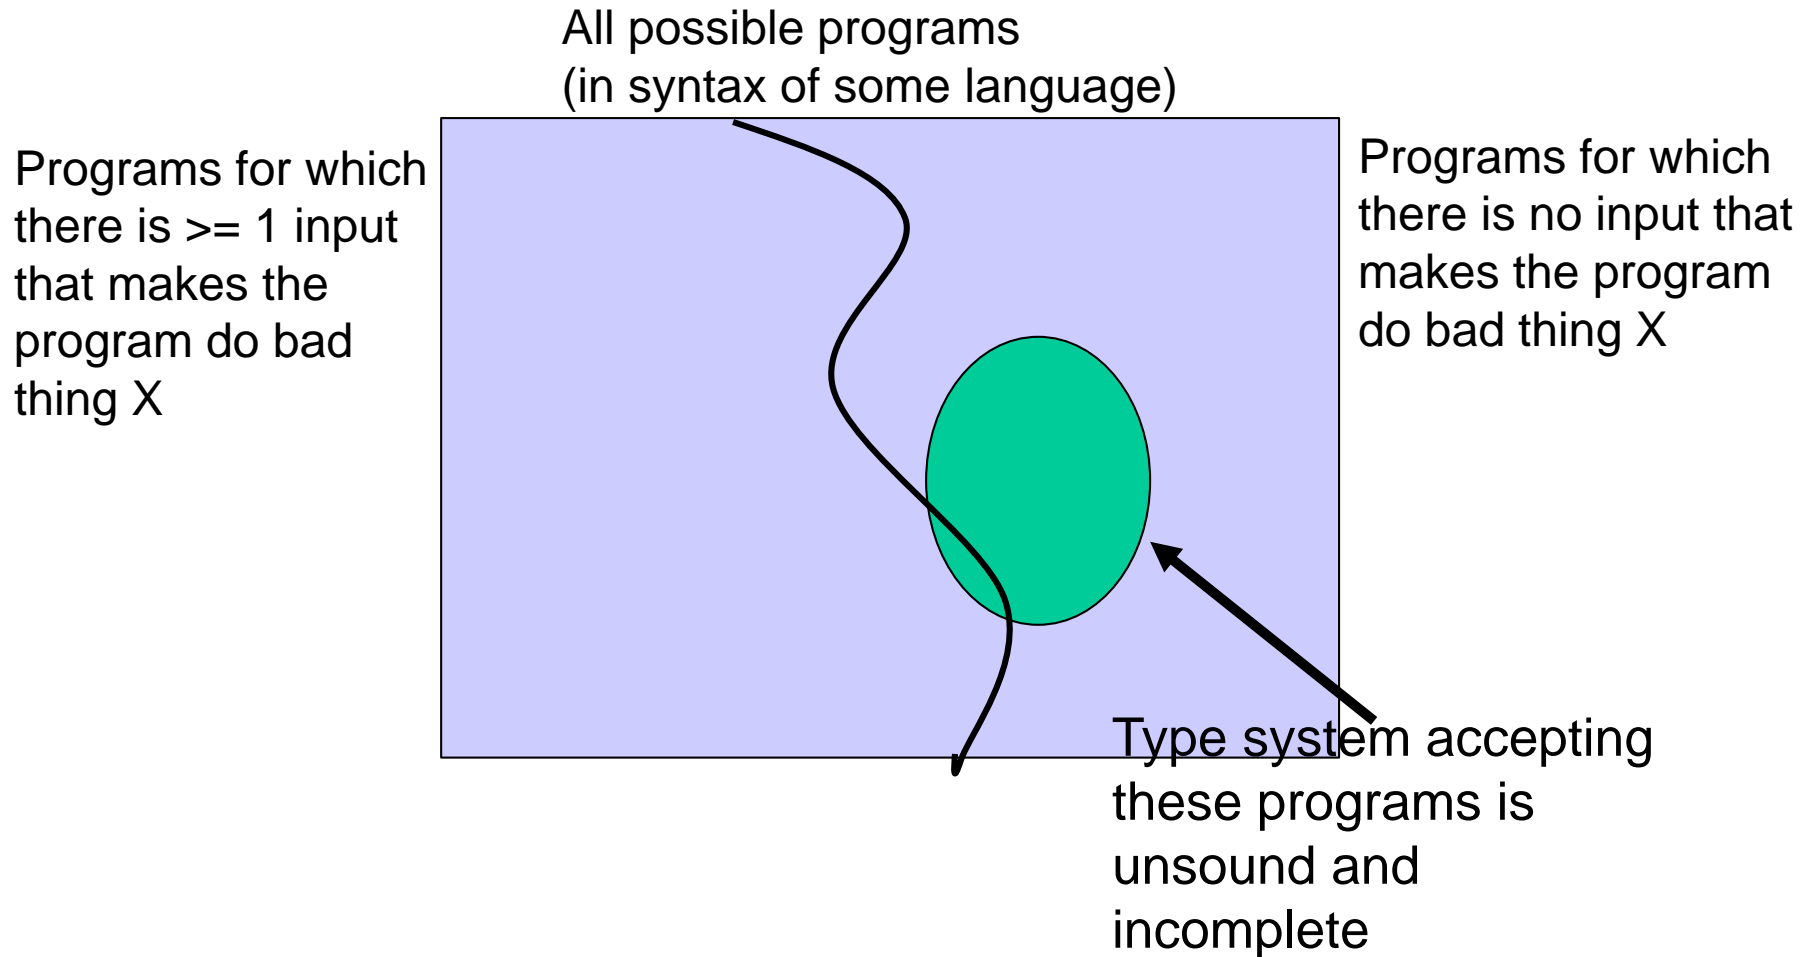 All possible programs
(in syntax of some language)
Programs for which
there is >= 1 input
that makes the
program do bad
thing X
Programs for which
there is no input that
makes the program
do bad thing X
Type system accepting
these programs is
unsound and
incomplete